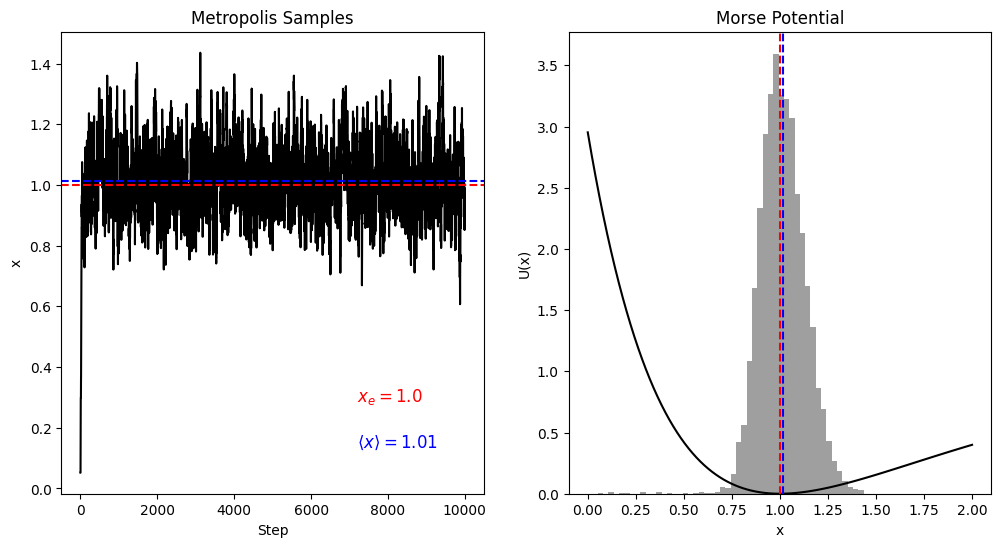 Metropolis Samples
x
1.4
1.2
1.0
0.8
0.6
0.4
0.2
0.0
x_e = 1.0
⟨x⟩ = 1.01
0 2000 4000 6000 8000 10000
Step
Morse Potential
U(x)
3.5
3.0
2.5
2.0
1.5
1.0
0.5
0.0
0.00 0.25 0.50 0.75 1.00 1.25 1.50 1.75 2.00
x